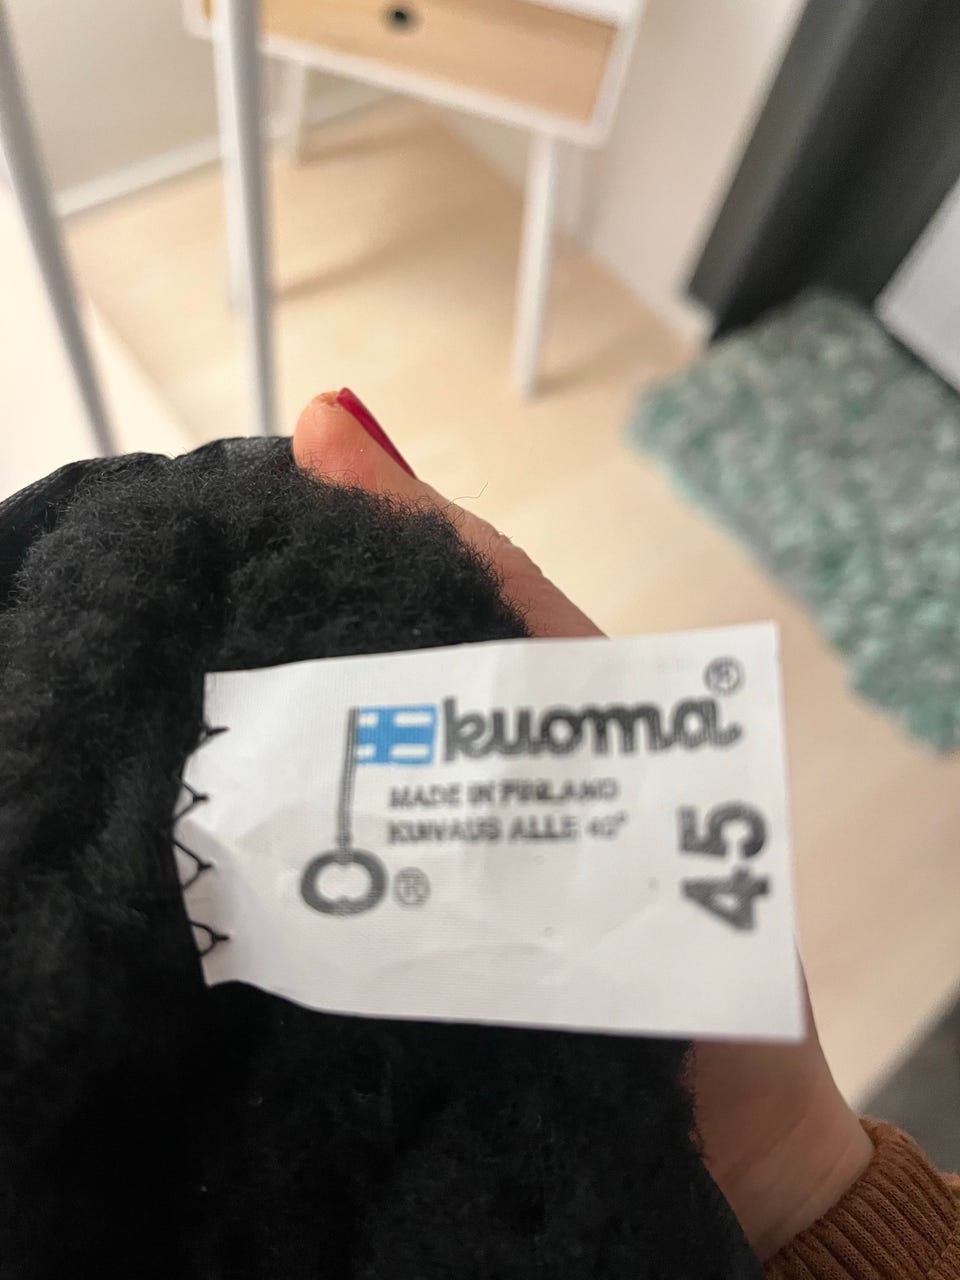 kuoma®
MADE IN FINLAND
KUIVAUS ALLE 40°
®
45